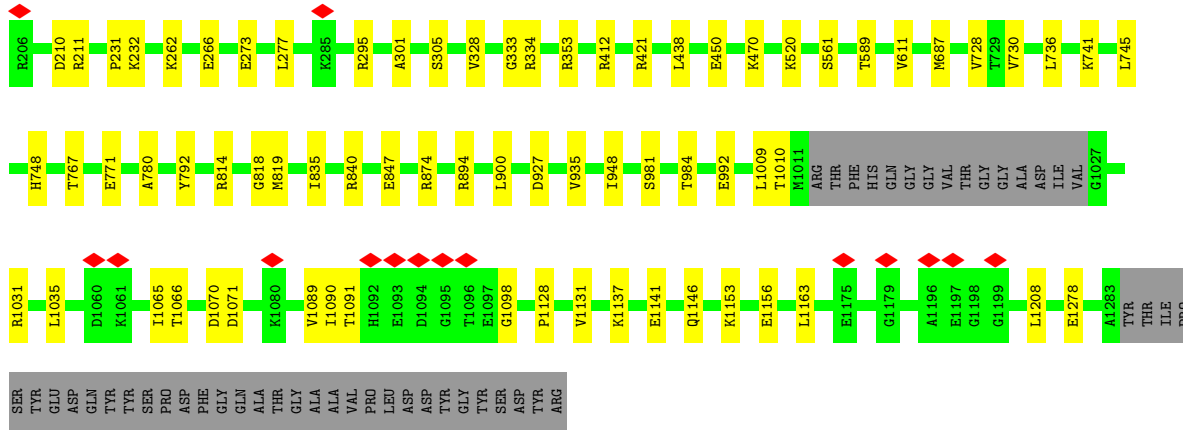 R206 D210 R211 P231 K232 K262 E266 E273 L277 K285 R295 A301 S305 V328 G333 R334 R353 R412 R421 L438 E450 K470 K520 S561 T589 V611 M687 V728 T729 V730 L736 K741 L745
H748 T767 E771 A780 Y792 R814 G818 M819 I835 R840 E847 R874 R894 L900 D927 V935 I948 S981 T984 E992 L1009 T1010 M1011 ARG THR PHE HIS GLN GLY GLY VAL THR GLY GLY ALA ASP ILE VAL G1027
R1031 L1035 D1060 K1061 I1065 T1066 D1070 D1071 K1080 V1089 I1090 T1091 H1092 E1093 D1094 G1095 T1096 E1097 G1098 P1128 V1131 K1137 E1141 Q1146 K1153 E1156 L1163 E1175 G1179 A1196 E1197 G1198 G1199 L1208 E1278 A1283 TYR THR ILE PRO
SER TYR GLU ASP GLN TYR TYR SER PRO ASP PHE GLY GLN ALA THR GLY ALA ALA VAL PRO LEU ASP ASP TYR GLY TYR SER ASP TYR ARG